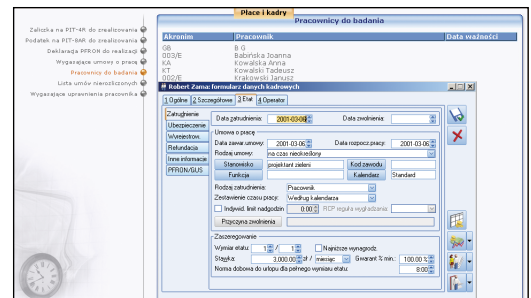 Płace i kadry
Pracownicy do badania
Zaliczka na PIT-4R do zrealizowania
Podatek na PIT-8AR do zrealizowania
Deklaracja PFRON do realizacji
Wygasające umowy o pracę
Pracownicy do badania
Lista umów nierozliczonych
Wygasające uprawnienia pracownika
Akronim Pracownik Data ważności
GB B G
003/E Babińska Joanna
KA Kowalska Anna
KT Kowalski Tadeusz
002/E Krakowski Janusz
Robert Zama: formularz danych kadrowych
1 Ogólne 2 Szczegółowe 3 Etat 4 Operator
Zatrudnienie
Ubezpieczenie
Wyrejestrow.
Refundacja
Inne informacje
PFRON/GUS
Data zatrudnienia: 2001-03-06 Data zwolnienia:
Umowa o pracę
Data zawar.umowy: 2001-03-06 Data rozpocz.pracy: 2001-03-06
Rodzaj umowy: na czas nieokreślony
Stanowisko projektant zieleni Kod zawodu
Funkcja Kalendarz Standard
Rodzaj zatrudnienia: Pracownik
Zestawienie czasu pracy: Według kalendarza
Indywid. limit nadgodzin 0:00 RCP reguła wygładzania:
Przyczyna zwolnienia
Zaszeregowanie
Wymiar etatu: 1 / 1 Najniższe wynagrodz.
Stawka: 3,000.00 zł / miesiąc Gwarant % min.: 100.00 %
Norma dobowa do urlopu dla pełnego wymiaru etatu: 8:00